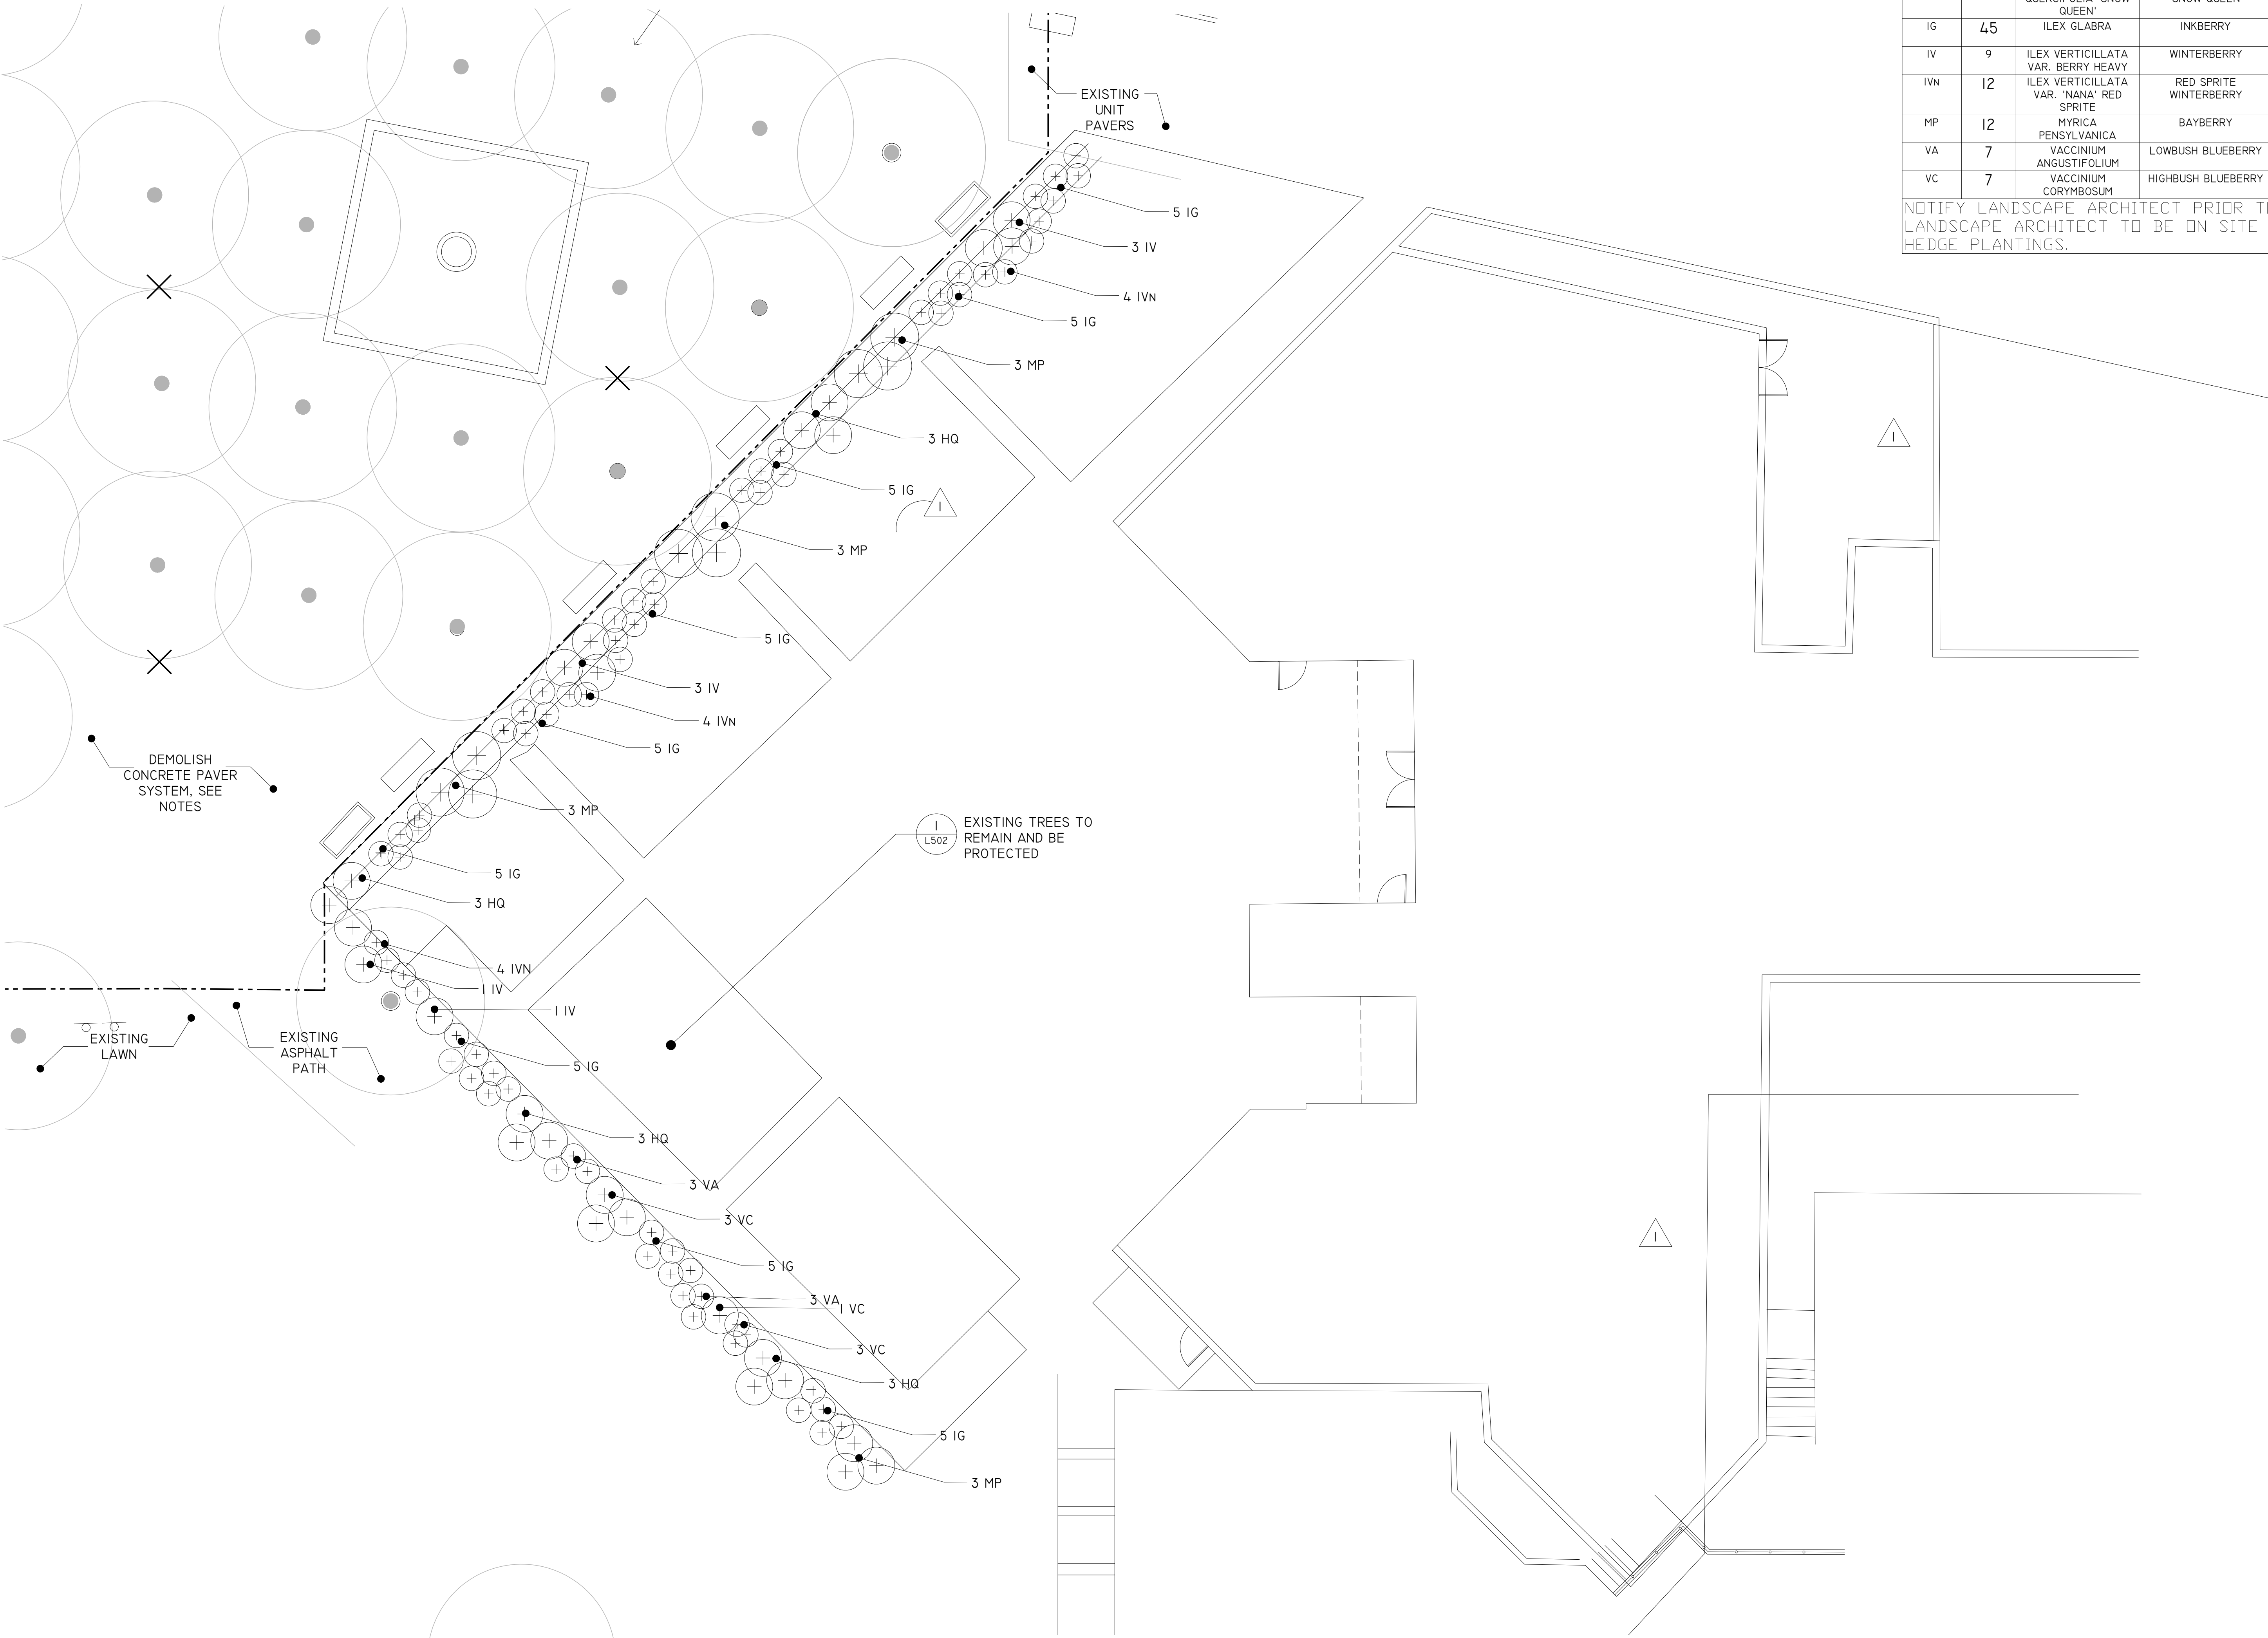 QUERCIFOLIA 'SNOW SNOW QUEEN
QUEEN'
IG 45 ILEX GLABRA INKBERRY
IV 9 ILEX VERTICILLATA WINTERBERRY
VAR. BERRY HEAVY
IVN 12 ILEX VERTICILLATA RED SPRITE
VAR. 'NANA' RED WINTERBERRY
SPRITE
MP 12 MYRICA BAYBERRY
PENSYLVANICA
VA 7 VACCINIUM LOWBUSH BLUEBERRY
ANGUSTIFOLIUM
VC 7 VACCINIUM HIGHBUSH BLUEBERRY
CORYMBOSUM
NOTIFY LANDSCAPE ARCHITECT PRIOR
LANDSCAPE ARCHITECT TO BE ON SITE
HEDGE PLANTINGS.
EXISTING
UNIT
PAVERS
5 IG
3 IV
4 IVN
5 IG
3 MP
3 HQ
5 IG
1
3 MP
5 IG
3 IV
4 IVN
5 IG
3 MP
5 IG
3 HQ
4 IVN
1 IV
1 IV
5 IG
3 HQ
3 VA
3 VC
5 IG
3 VA
1 VC
3 VC
3 HQ
5 IG
3 MP
DEMOLISH
CONCRETE PAVER
SYSTEM, SEE
NOTES
EXISTING
LAWN
EXISTING
ASPHALT
PATH
1
L502
EXISTING TREES TO
REMAIN AND BE
PROTECTED
1
1